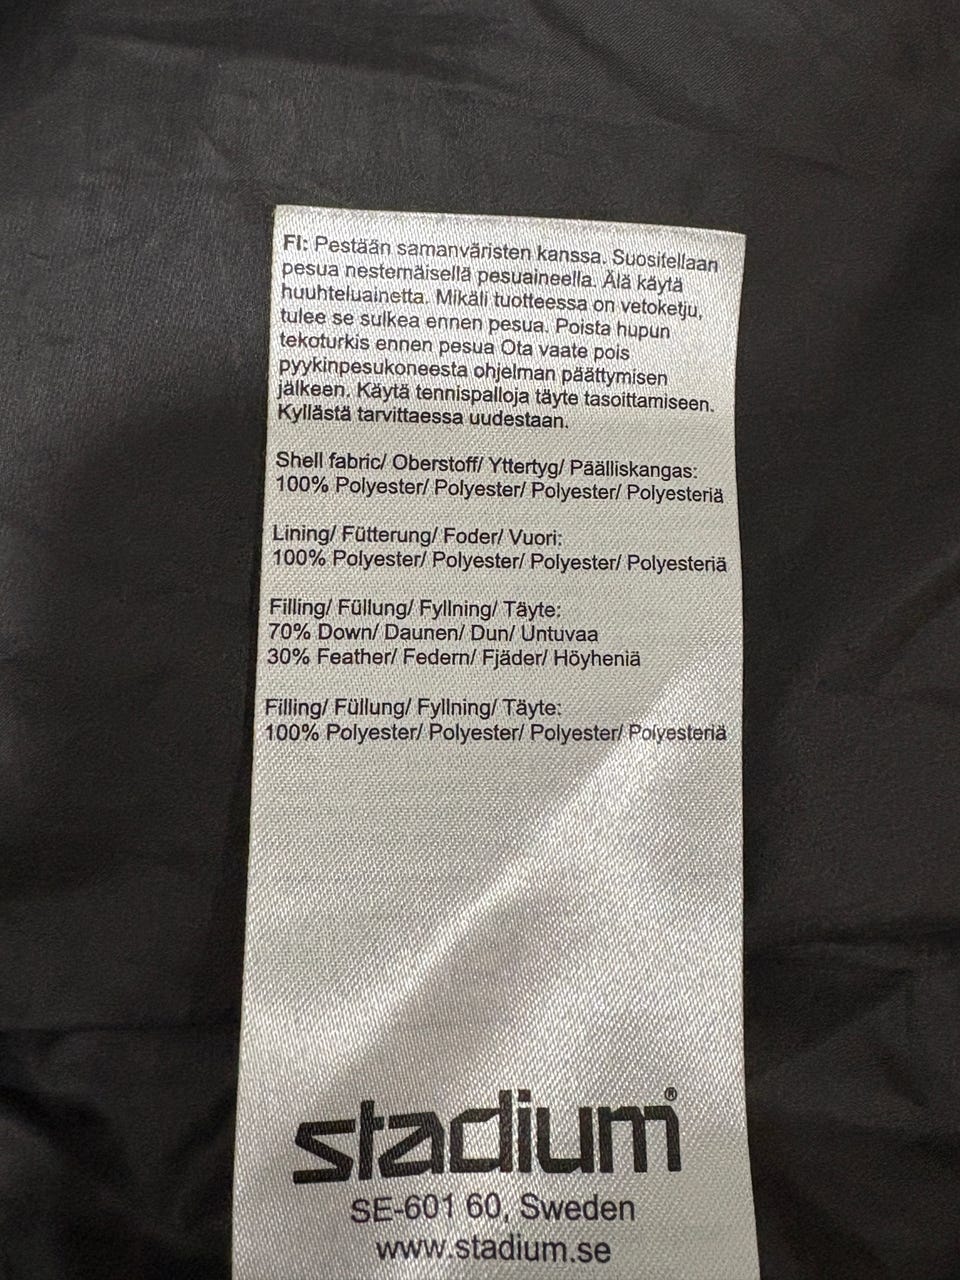 FI: Pestään samanväristen kanssa. Suositellaan
pesua nestemäisellä pesuaineella. Älä käytä
huuhteluainetta. Mikäli tuotteessa on vetoketju,
tulee se sulkea ennen pesua. Poista hupun
tekoturkis ennen pesua Ota vaate pois
pyykinpesukoneesta ohjelman päättymisen
jälkeen. Käytä tennispalloja täyte tasoittamiseen.
Kyllästä tarvittaessa uudestaan.
Shell fabric/ Oberstoff/ Yttertyg/ Päälliskangas:
100% Polyester/ Polyester/ Polyester/ Polyesteriä
Lining/ Fütterung/ Foder/ Vuori:
100% Polyester/ Polyester/ Polyester/ Polyesteriä
Filling/ Füllung/ Fyllning/ Täyte:
70% Down/ Daunen/ Dun/ Untuvaa
30% Feather/ Federn/ Fjäder/ Höyheniä
Filling/ Füllung/ Fyllning/ Täyte:
100% Polyester/ Polyester/ Polyester/ Polyesteriä
stadium®
SE-601 60, Sweden
www.stadium.se